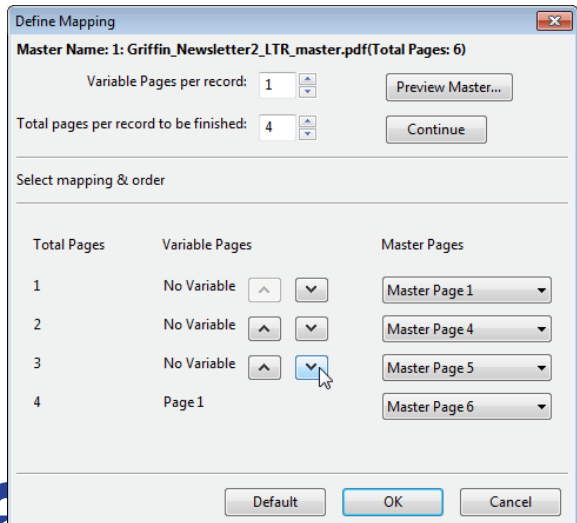 Define Mapping
Master Name: 1: Griffin_Newsletter2_LTR_master.pdf(Total Pages: 6)
Variable Pages per record: 1 Preview Master...
Total pages per record to be finished: 4 Continue
Select mapping & order
Total Pages Variable Pages Master Pages
1 No Variable Master Page 1
2 No Variable Master Page 4
3 No Variable Master Page 5
4 Page 1 Master Page 6
Default OK Cancel